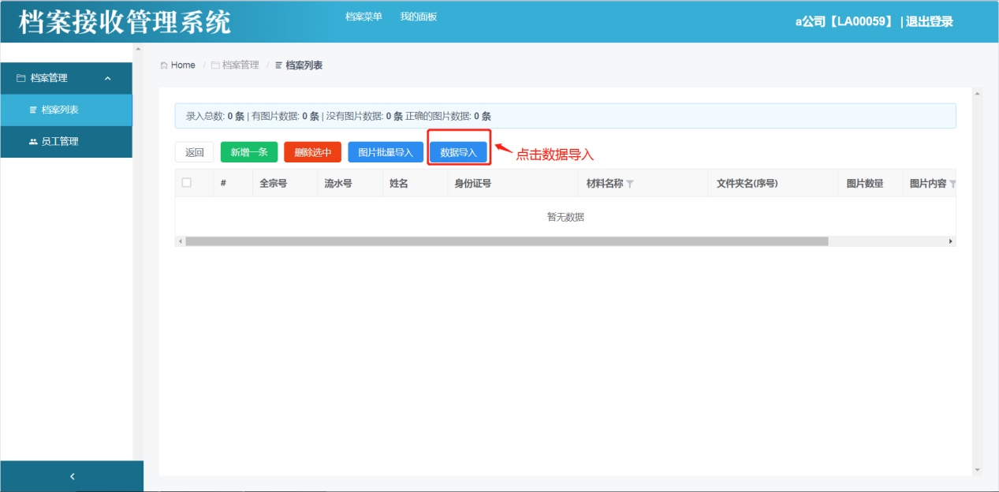 档案接收管理系统
档案菜单 我的面板
a公司【LA00059】 | 退出登录
Home / 档案管理 / 档案列表
档案管理
档案列表
员工管理
录入总数: 0 条 | 有图片数据: 0 条 | 没有图片数据: 0 条 正确的图片数据: 0 条
返回 新增一条 删除选中 图片批量导入 数据导入 点击数据导入
# 全宗号 流水号 姓名 身份证号 材料名称 文件夹名(序号) 图片数量 图片内容
暂无数据